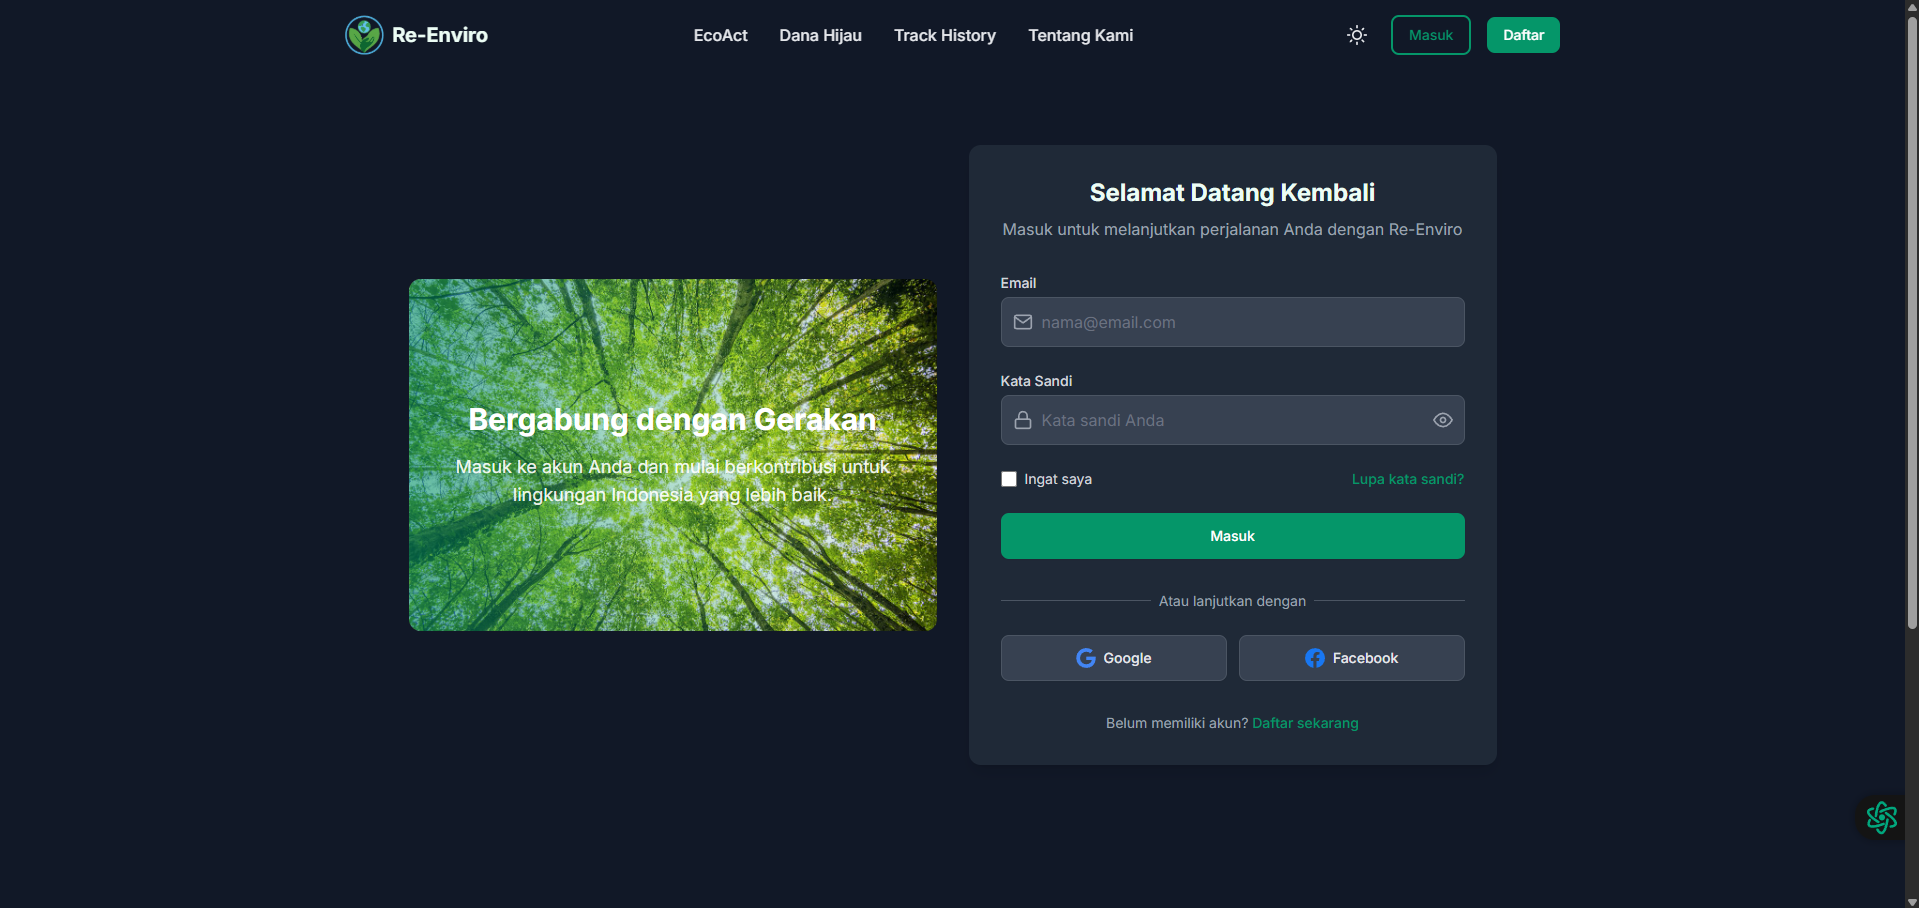 Re-Enviro
EcoAct
Dana Hijau
Track History
Tentang Kami
Masuk
Daftar
Bergabung dengan Gerakan
Masuk ke akun Anda dan mulai berkontribusi untuk
lingkungan Indonesia yang lebih baik.
Selamat Datang Kembali
Masuk untuk melanjutkan perjalanan Anda dengan Re-Enviro
Email
nama@email.com
Kata Sandi
Kata sandi Anda
Ingat saya
Lupa kata sandi?
Masuk
Atau lanjutkan dengan
Google
Facebook
Belum memiliki akun? Daftar sekarang